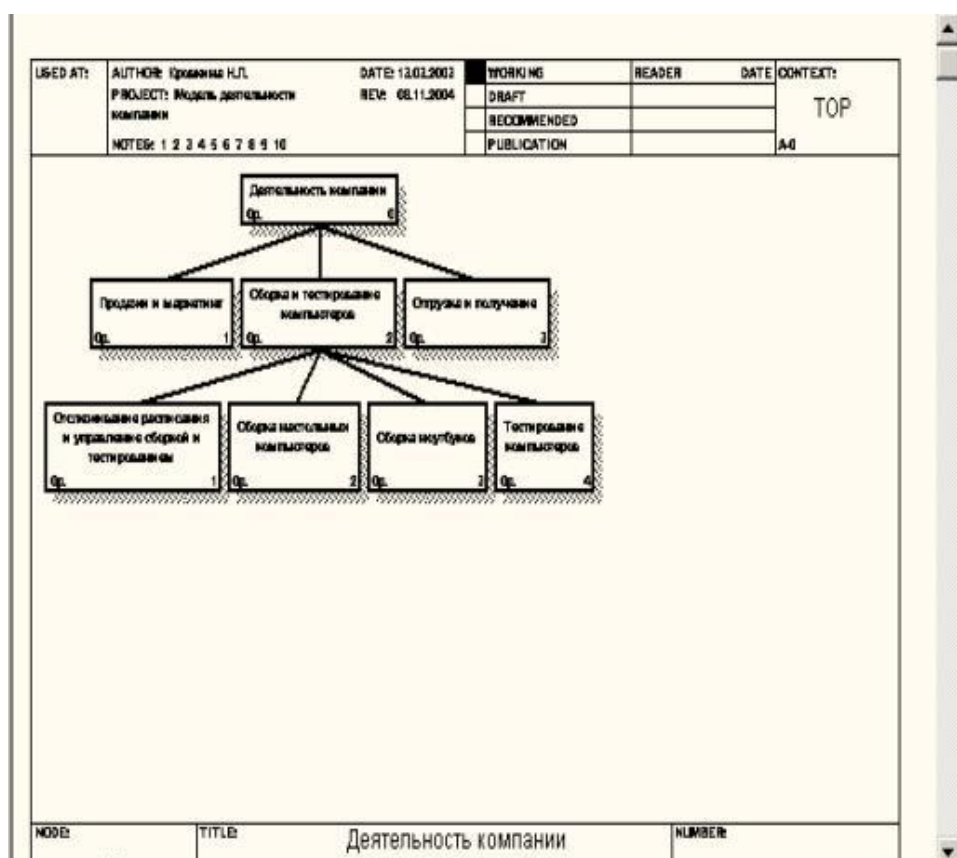 USED AT:
AUTHOR: Н.П.
DATE: 13.03.2003
WORKING
READER
DATE
CONTEXT:
PROJECT: Модель деятельности
REV: 08.11.2004
DRAFT
TOP
компании
RECOMMENDED
NOTES: 1 2 3 4 5 6 7 8 9 10
PUBLICATION
A-0
Деятельность компании
0р. 0
Продажи и маркетинг
0р. 1
Сборка и тестирование
компьютеров
0р. 2
Отгрузка и получение
0р. 3
Отслеживание расписания
и управление сборкой и
тестированием
0р. 1
Сборка настольных
компьютеров
0р. 2
Сборка ноутбуков
0р. 3
Тестирование
компьютеров
0р. 4
NODE:
TITLE:
Деятельность компании
NUMBER: